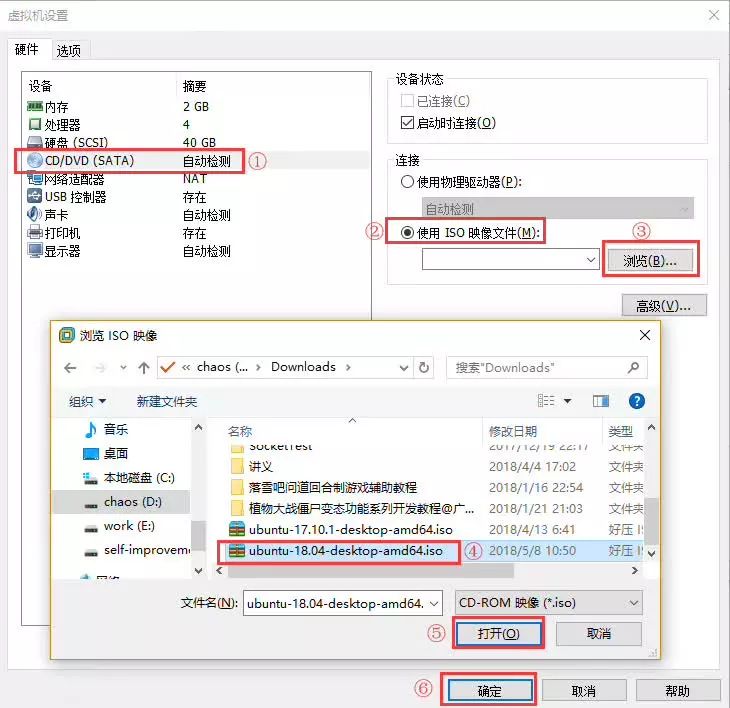 虚拟机设置
硬件 选项
设备 摘要
内存 2 GB
处理器 4
硬盘 (SCSI) 40 GB
CD/DVD (SATA) 自动检测 ①
网络适配器 NAT
USB 控制器 存在
声卡 自动检测
打印机 存在
显示器 自动检测
设备状态
已连接(C)
启动时连接(O)
连接
使用物理驱动器(P):
自动检测
② 使用 ISO 映像文件(M): ③
浏览(B)...
高级(V)...
浏览 ISO 映像
« chaos (... › Downloads › 搜索"Downloads"
组织 新建文件夹
音乐
桌面
本地磁盘 (C:)
chaos (D:)
work (E:)
self-improveme
网络
名称 修改日期 类型
SocketTest 2017/12/19 22:17 文件夹
讲义 2018/4/4 17:02 文件夹
落雪吧问道回合制游戏辅助教程 2018/1/16 22:54 文件夹
植物大战僵尸变态功能系列开发教程@广... 2018/1/21 21:03 文件夹
ubuntu-17.10.1-desktop-amd64.iso 2018/4/13 6:41 好压 IS
ubuntu-18.04-desktop-amd64.iso ④ 2018/5/8 10:50 好压 IS
文件名(N): ubuntu-18.04-desktop-amd64. CD-ROM 映像 (*.iso)
⑤ 打开(O) 取消
⑥ 确定 取消 帮助